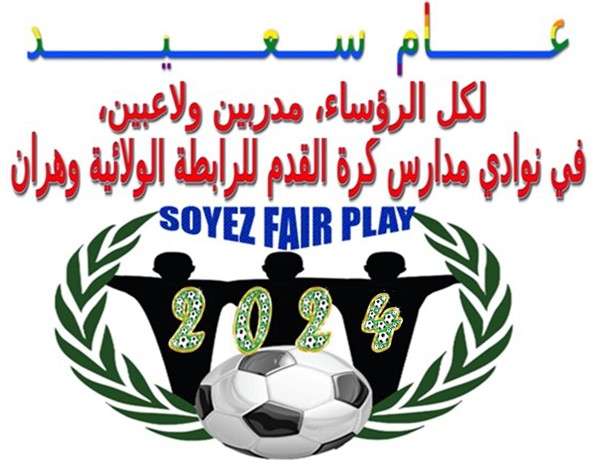 عام سعيد
لكل الرؤساء، مدربين ولاعبين،
في نوادي مدارس كرة القدم للرابطة الولائية وهران
SOYEZ FAIR PLAY
2024